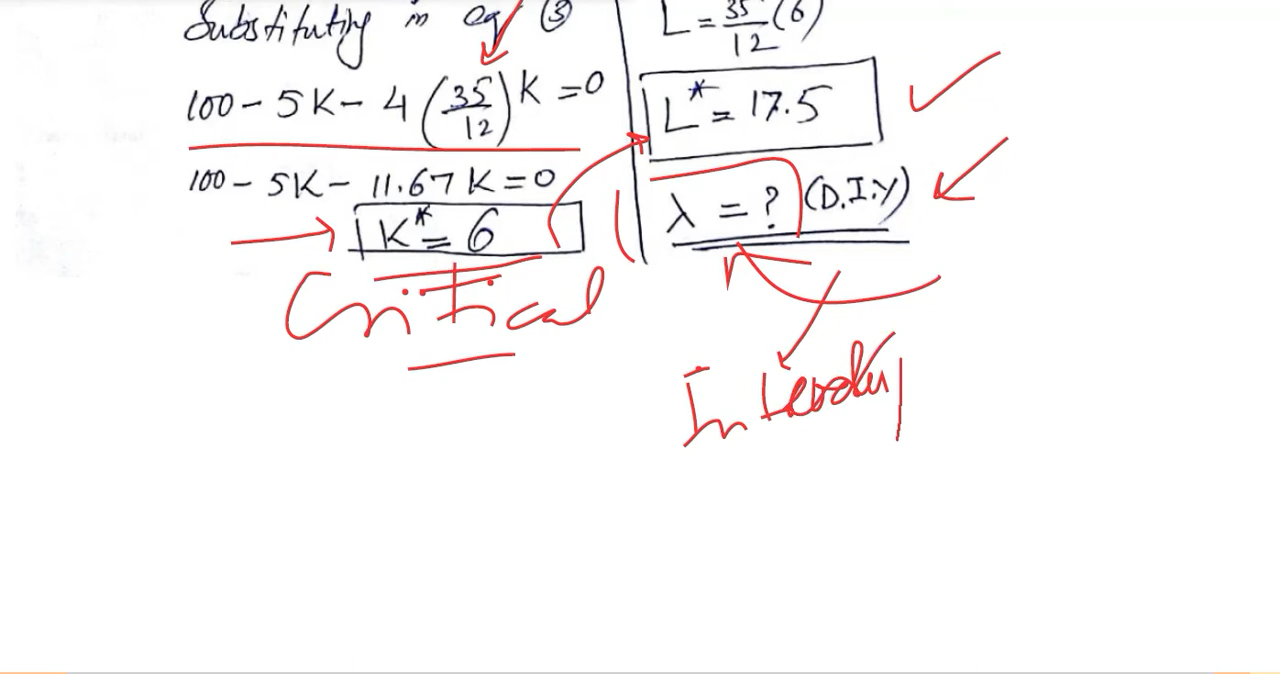 Substituting in eq ③
100 - 5K - 4 (35/12) K = 0
100 - 5K - 11.67 K = 0
K* = 6
Critical
L = 35/12 (6)
L* = 17.5
λ = ? (D.I.Y)